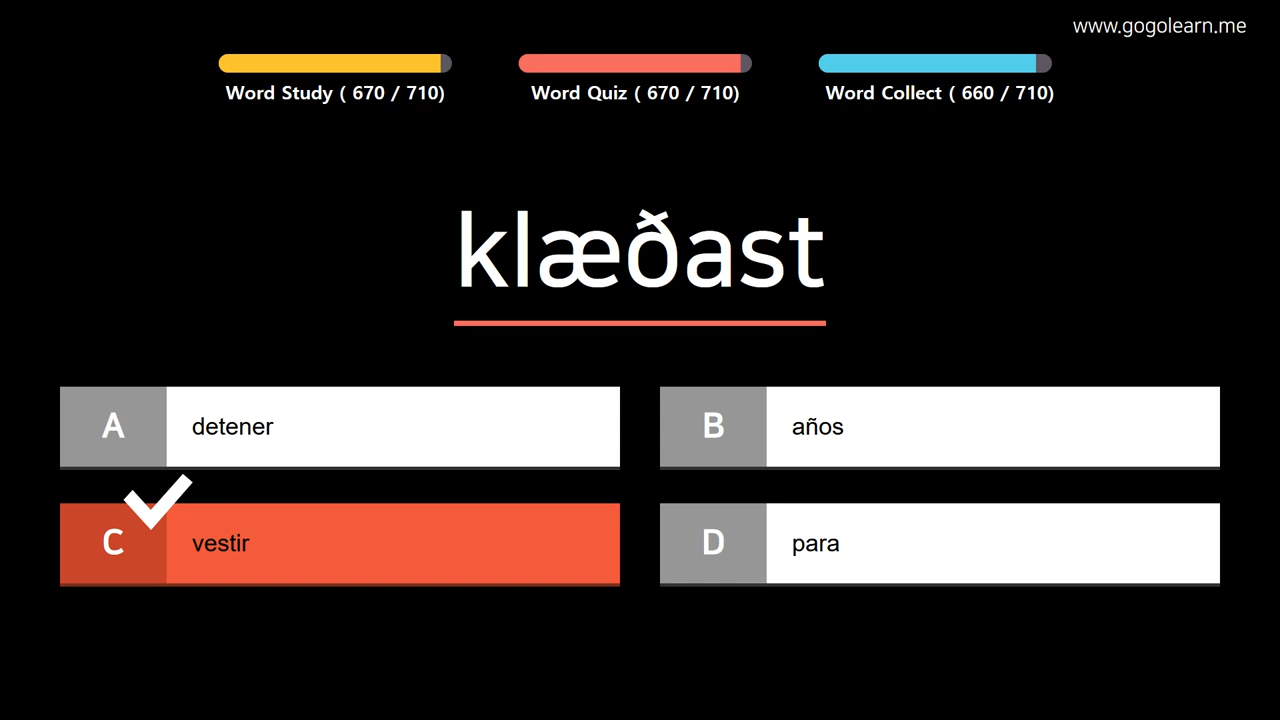 www.gogolearn.me
Word Study ( 670 / 710)
Word Quiz ( 670 / 710)
Word Collect ( 660 / 710)
klæðast
A
detener
B
años
C
vestir
D
para